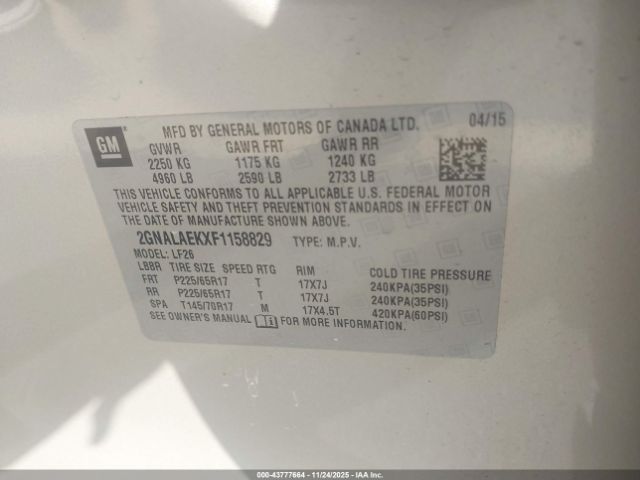 GM
MFD BY GENERAL MOTORS OF CANADA LTD. 04/15
GVWR GAWR FRT GAWR RR
2250 KG 1175 KG 1240 KG
4960 LB 2590 LB 2733 LB
THIS VEHICLE CONFORMS TO ALL APPLICABLE U.S. FEDERAL MOTOR
VEHICLE SAFETY AND THEFT PREVENTION STANDARDS IN EFFECT ON
THE DATE OF MANUFACTURE SHOWN ABOVE.
2GNALAEKXF1158829 TYPE: M.P.V.
MODEL: LF26
LBBR TIRE SIZE SPEED RTG RIM COLD TIRE PRESSURE
FRT P225/65R17 T 17X7J 240KPA(35PSI)
RR P225/65R17 T 17X7J 240KPA(35PSI)
SPA T145/70R17 M 17X4.5T 420KPA(60PSI)
SEE OWNER'S MANUAL FOR MORE INFORMATION.
000-43777664 - 11/24/2025 - IAA Inc.